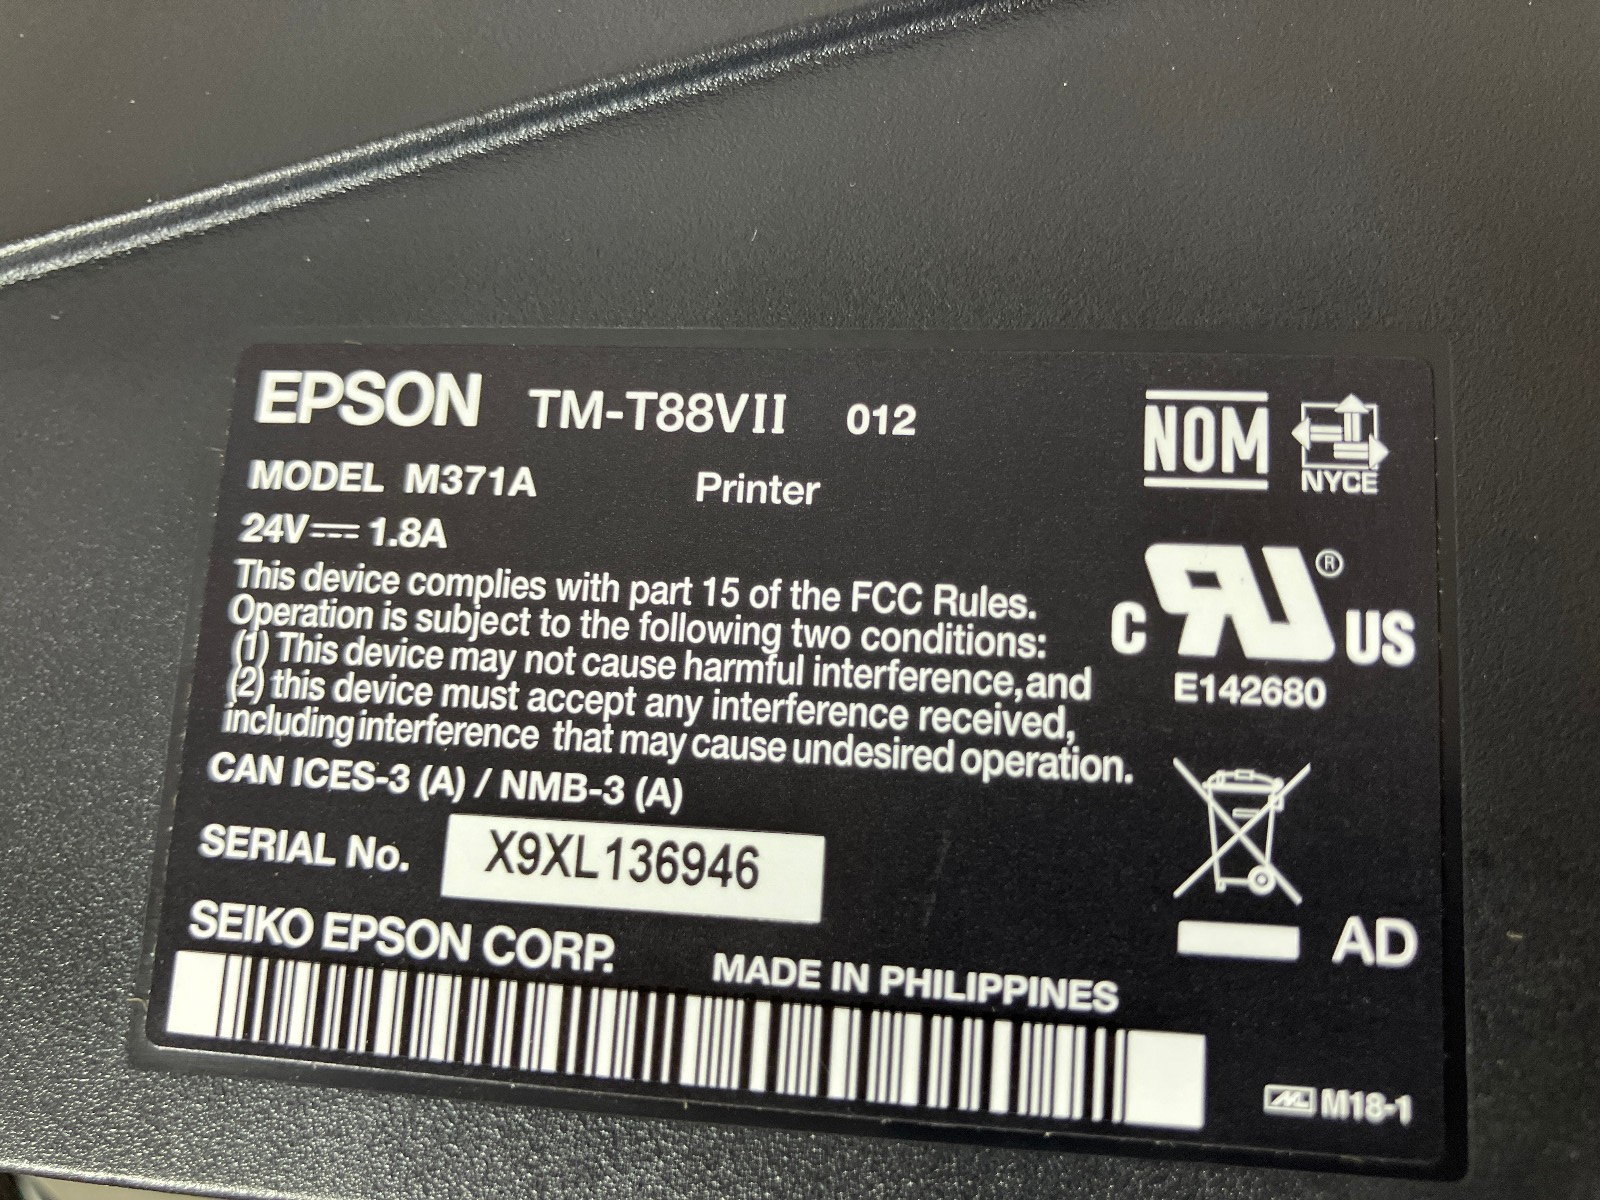 EPSON TM-T88VII 012
MODEL M371A Printer
24V⎓1.8A
This device complies with part 15 of the FCC Rules.
Operation is subject to the following two conditions:
(1) This device may not cause harmful interference,and
(2) this device must accept any interference received,
including interference that may cause undesired operation.
CAN ICES-3 (A) / NMB-3 (A)
SERIAL No. X9XL136946
SEIKO EPSON CORP. MADE IN PHILIPPINES
NOM NYCE
C RU® US
E142680
AD
ML M18-1